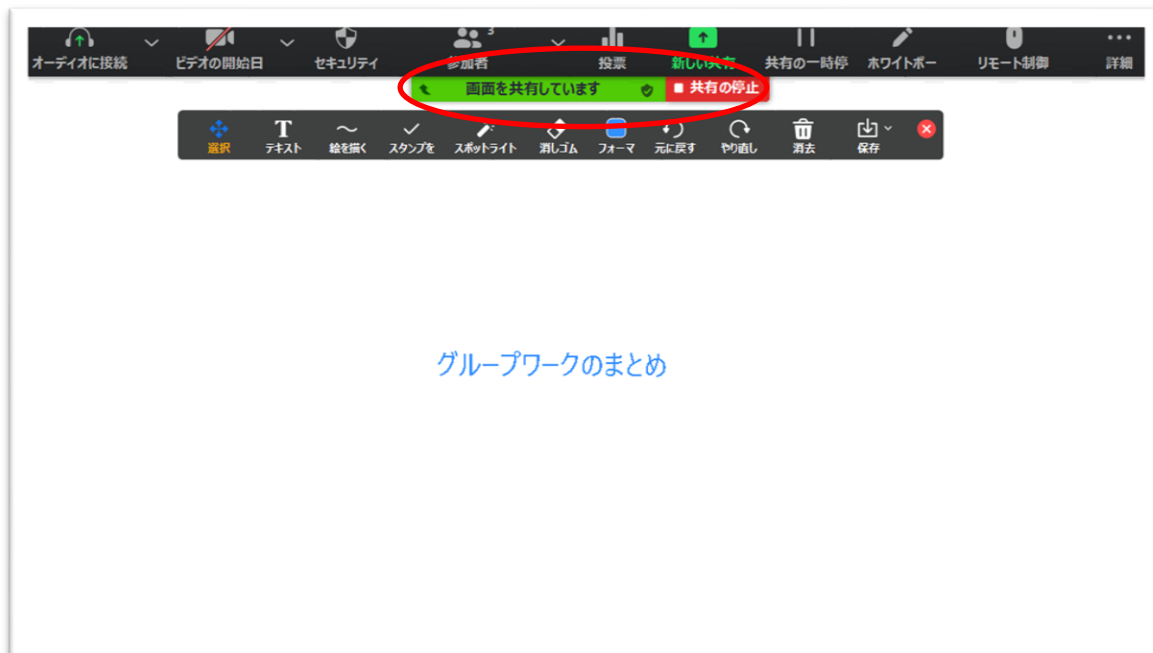 3
オーディオに接続 ビデオの開始日 セキュリティ 参加者 投票 新しい共有 共有の一時停 ホワイトボー リモート制御 詳細
画面を共有しています 共有の停止
T
選択 テキスト 絵を描く スタンプを スポットライト 消しゴム フォーマ 元に戻す やり直し 消去 保存
グループワークのまとめ